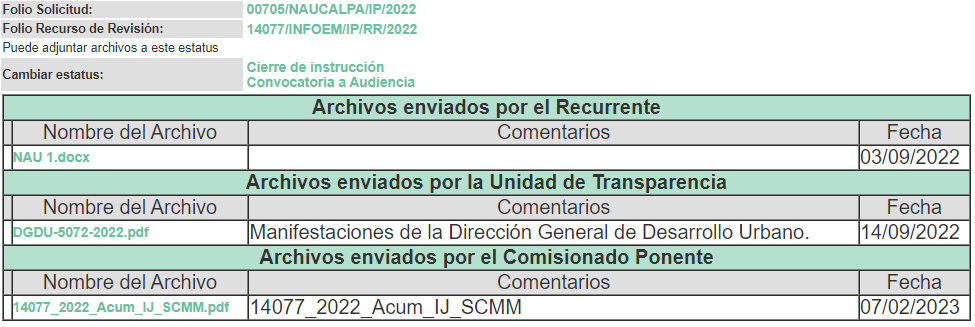 Folio Solicitud: 00705/NAUCALPA/IP/2022
Folio Recurso de Revisión: 14077/INFOEM/IP/RR/2022
Puede adjuntar archivos a este estatus
Cambiar estatus: Cierre de instrucción
Convocatoria a Audiencia
Archivos enviados por el Recurrente
Nombre del Archivo Comentarios Fecha
NAU 1.docx 03/09/2022
Archivos enviados por la Unidad de Transparencia
Nombre del Archivo Comentarios Fecha
DGDU-5072-2022.pdf Manifestaciones de la Dirección General de Desarrollo Urbano. 14/09/2022
Archivos enviados por el Comisionado Ponente
Nombre del Archivo Comentarios Fecha
14077_2022_Acum_IJ_SCMM.pdf 14077_2022_Acum_IJ_SCMM 07/02/2023